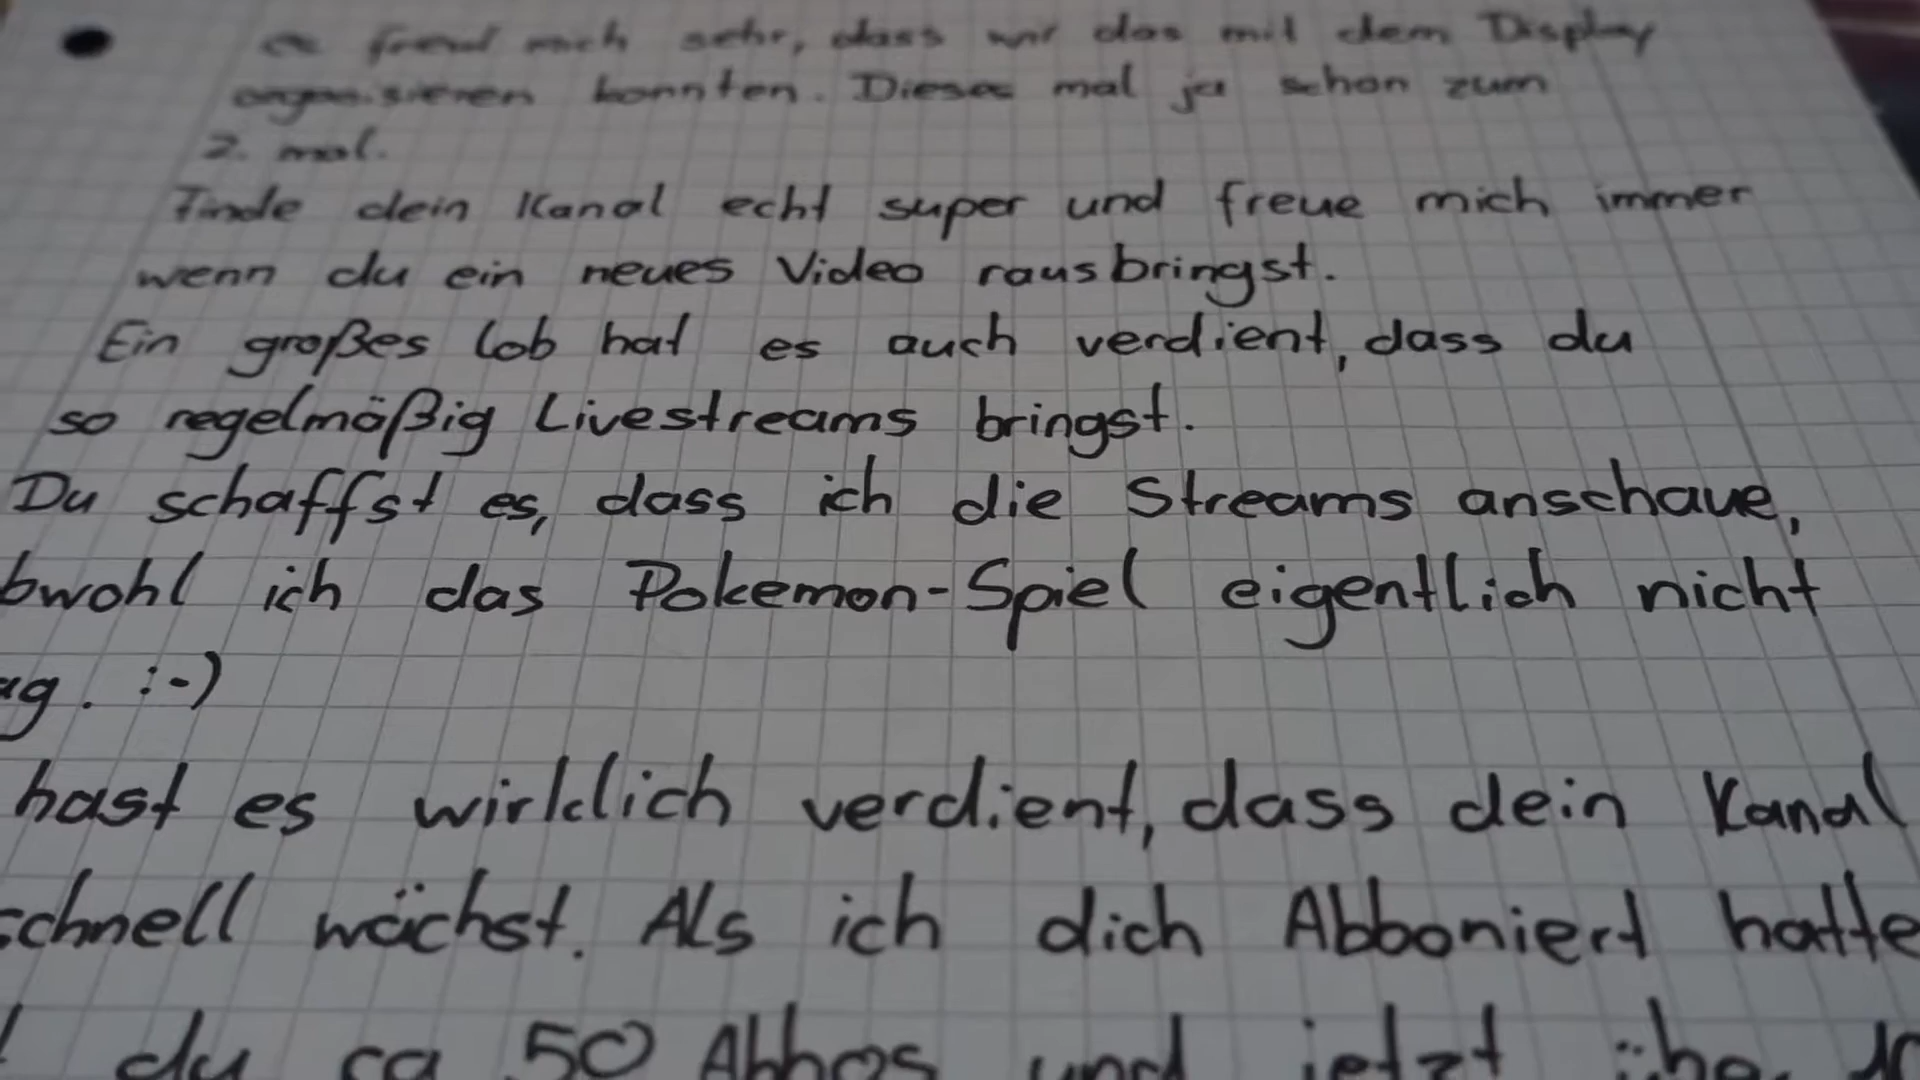 es freut mich sehr, dass wir das mit dem Display
organisieren konnten. Dieses mal ja schon zum
2. mal.
Finde dein Kanal echt super und freue mich immer
wenn du ein neues Video rausbringst.
Ein großes Lob hat es auch verdient, dass du
so regelmäßig Livestreams bringst.
Du schaffst es, dass ich die Streams anschaue,
bwohl ich das Pokemon-Spiel eigentlich nicht
ag. :-)
hast es wirklich verdient, dass dein Kanal
schnell wächst. Als ich dich Abboniert hatte
du ca 50 Abbos und jetzt